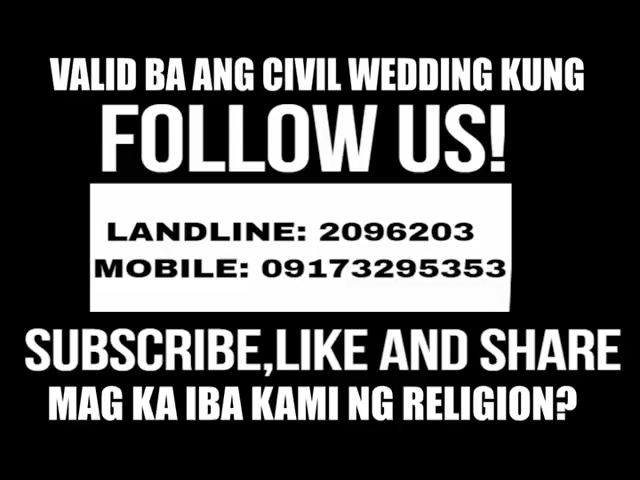 VALID BA ANG CIVIL WEDDING KUNG
FOLLOW US!
LANDLINE: 2096203
MOBILE: 09173295353
SUBSCRIBE,LIKE AND SHARE
MAG KA IBA KAMI NG RELIGION?